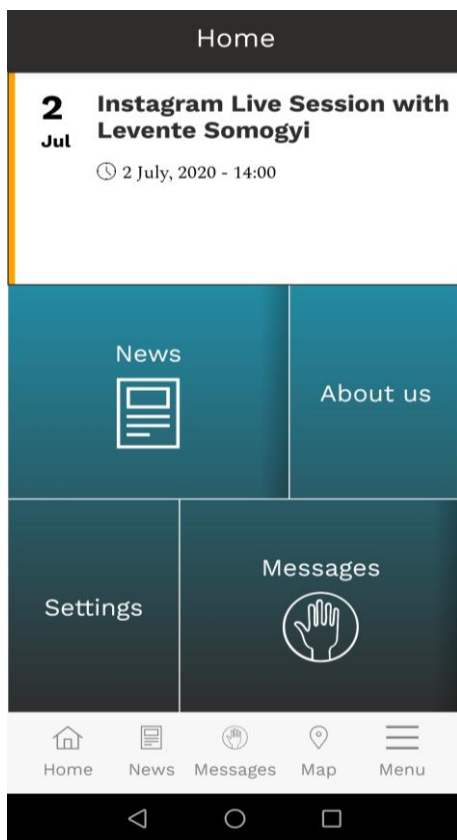 Home
2
Jul
Instagram Live Session with
Levente Somogyi
2 July, 2020 - 14:00
News
About us
Settings
Messages
Home
News
Messages
Map
Menu